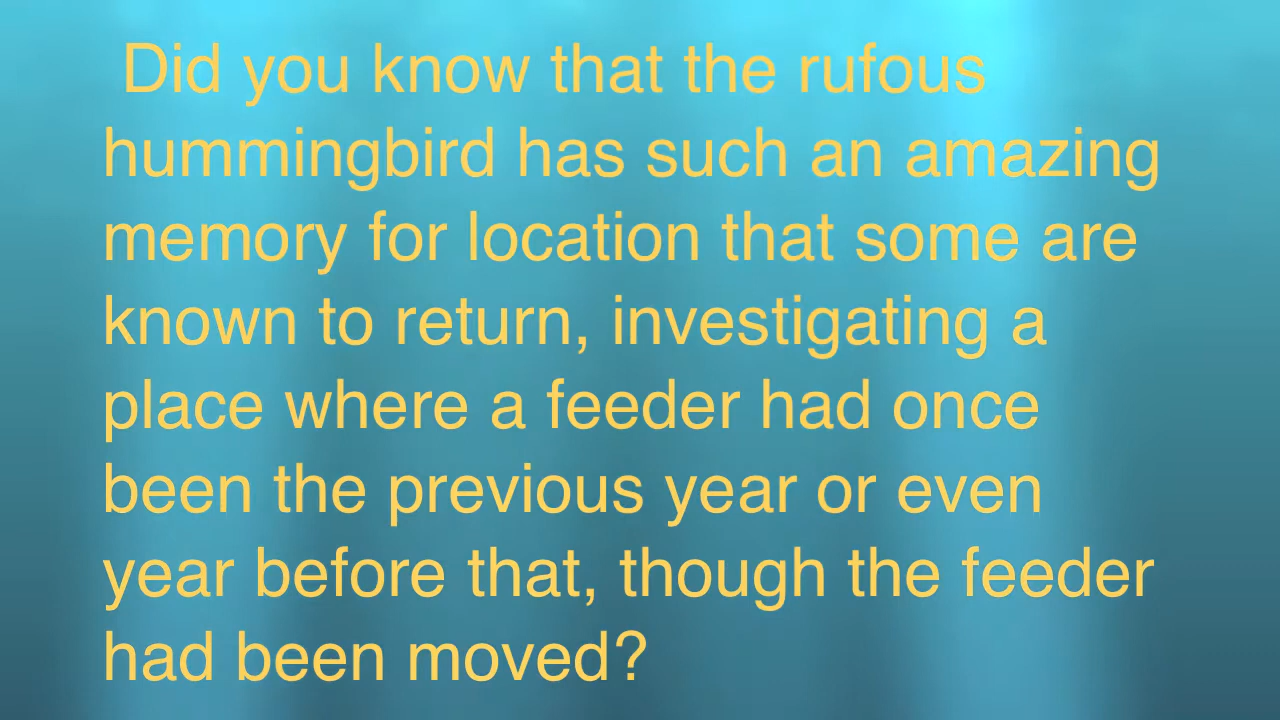 Did you know that the rufous
hummingbird has such an amazing
memory for location that some are
known to return, investigating a
place where a feeder had once
been the previous year or even
year before that, though the feeder
had been moved?